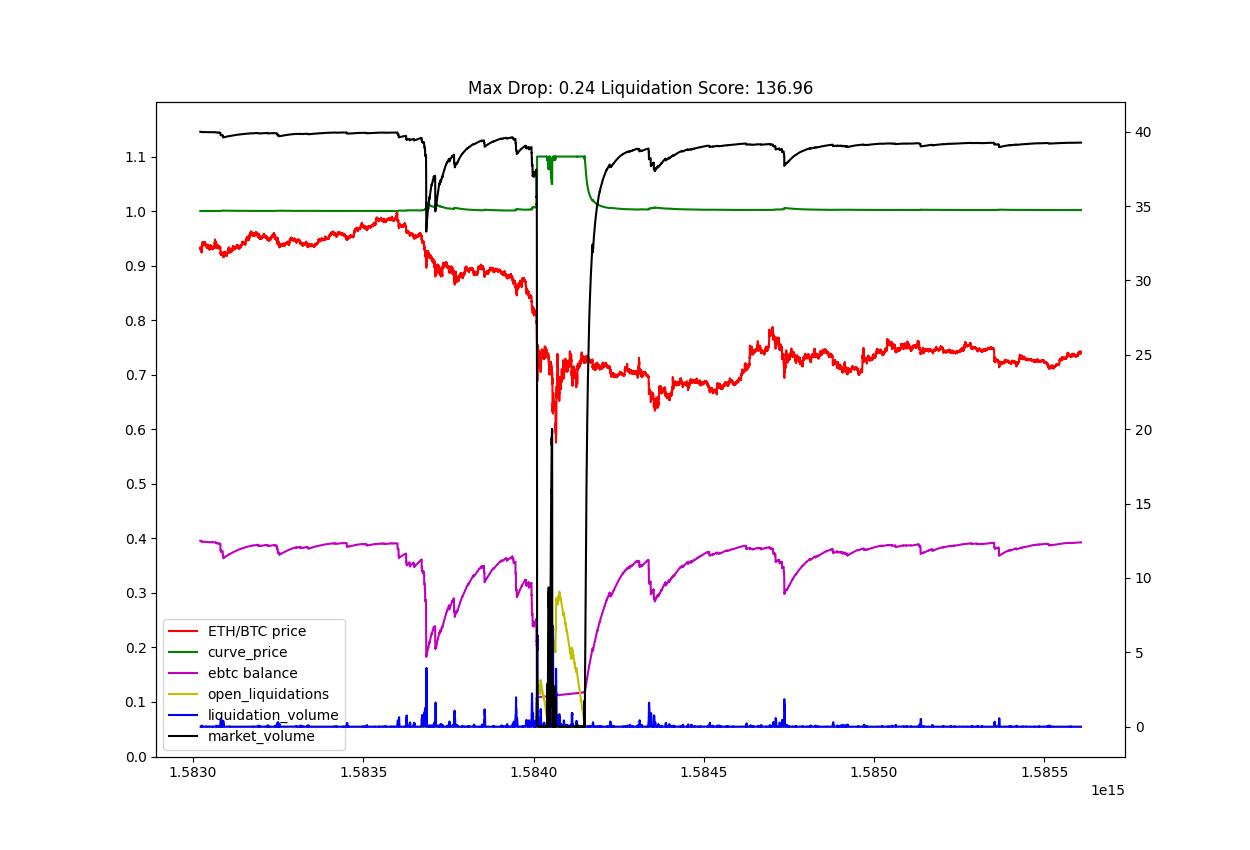 Max Drop: 0.24 Liquidation Score: 136.96
1.1
1.0
0.9
0.8
0.7
0.6
0.5
0.4
0.3
0.2
0.1
0.0
40
35
30
25
20
15
10
5
0
ETH/BTC price
curve_price
ebtc balance
open_liquidations
liquidation_volume
market_volume
1.5830 1.5835 1.5840 1.5845 1.5850 1.5855
1e15